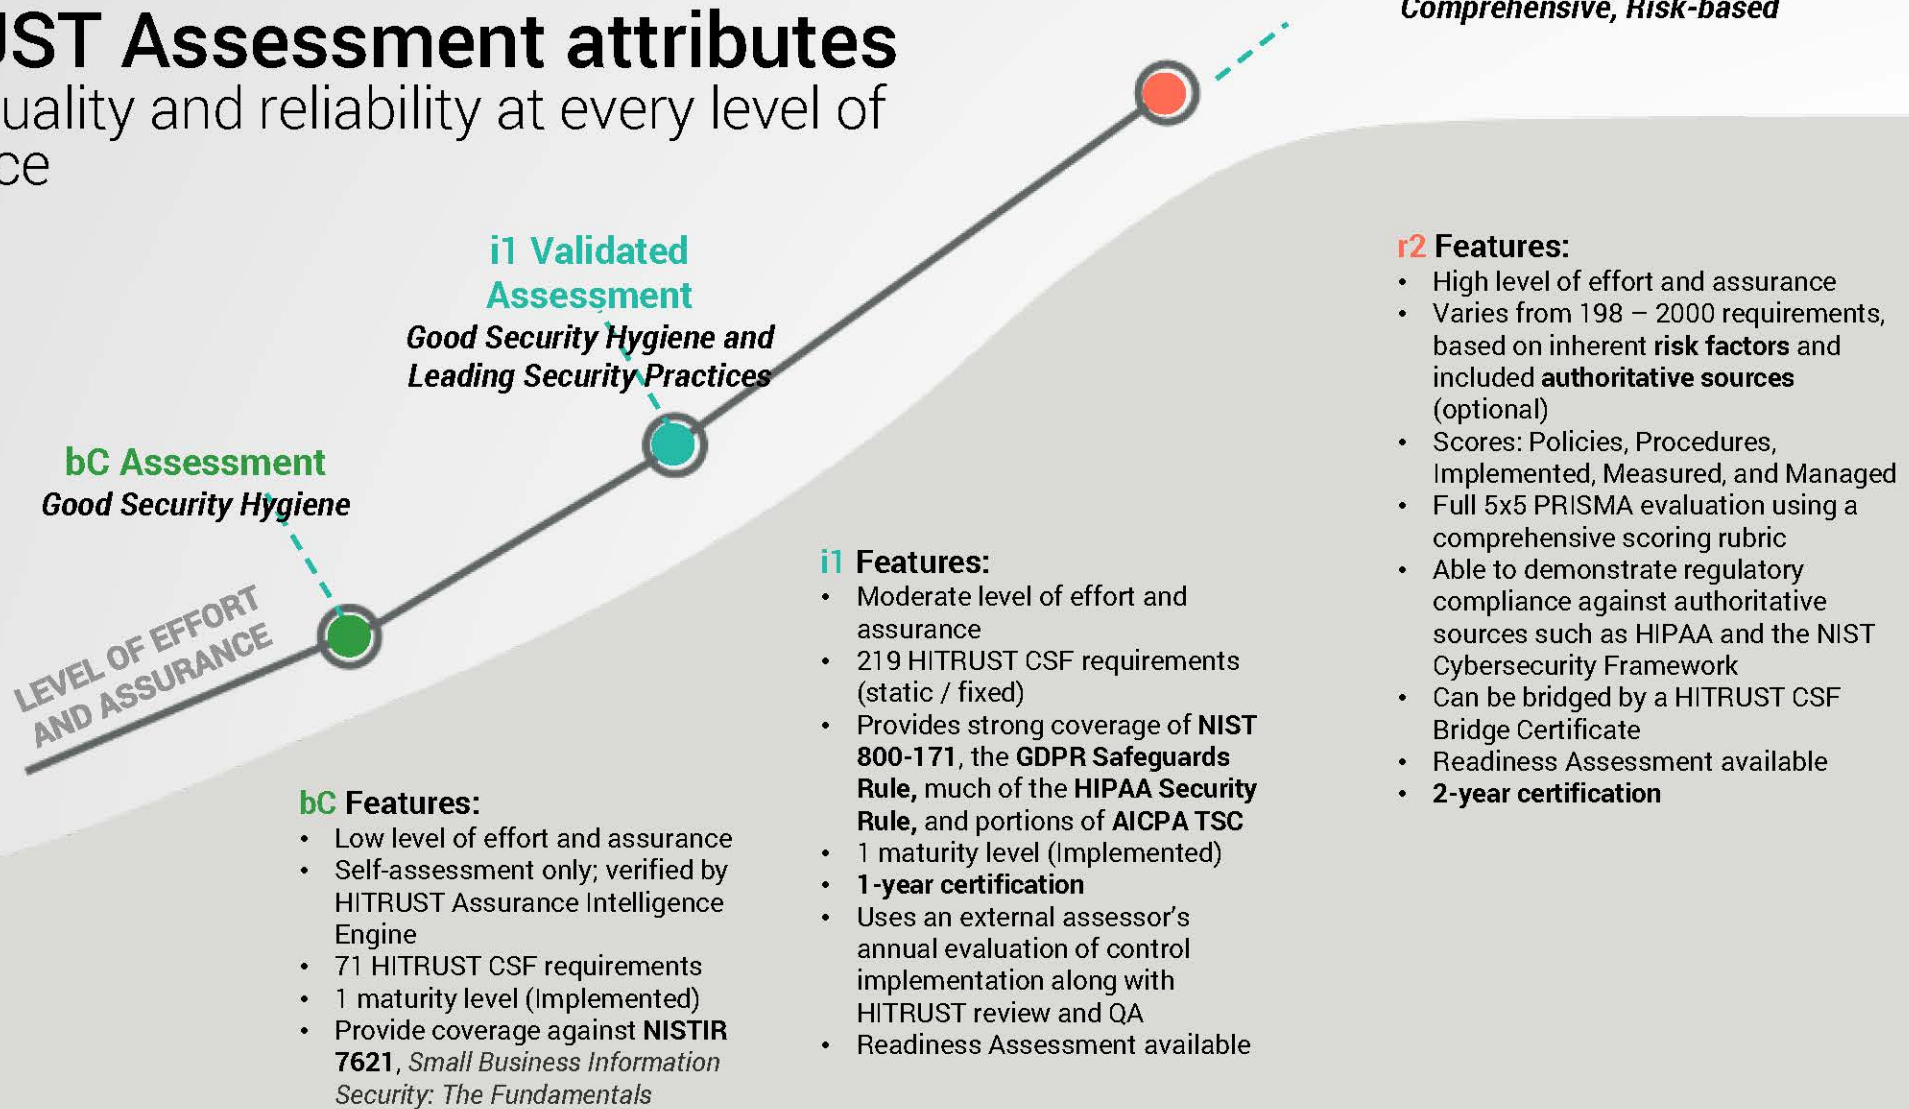 UST Assessment attributes
uality and reliability at every level of
ce
Comprehensive, Risk-based
i1 Validated
Assessment
Good Security Hygiene and
Leading Security Practices
bC Assessment
Good Security Hygiene
LEVEL OF EFFORT
AND ASSURANCE
bC Features:
• Low level of effort and assurance
• Self-assessment only; verified by
HITRUST Assurance Intelligence
Engine
• 71 HITRUST CSF requirements
• 1 maturity level (Implemented)
• Provide coverage against NISTIR
7621, Small Business Information
Security: The Fundamentals
i1 Features:
• Moderate level of effort and
assurance
• 219 HITRUST CSF requirements
(static / fixed)
• Provides strong coverage of NIST
800-171, the GDPR Safeguards
Rule, much of the HIPAA Security
Rule, and portions of AICPA TSC
• 1 maturity level (Implemented)
• 1-year certification
• Uses an external assessor's
annual evaluation of control
implementation along with
HITRUST review and QA
• Readiness Assessment available
r2 Features:
• High level of effort and assurance
• Varies from 198 – 2000 requirements,
based on inherent risk factors and
included authoritative sources
(optional)
• Scores: Policies, Procedures,
Implemented, Measured, and Managed
• Full 5x5 PRISMA evaluation using a
comprehensive scoring rubric
• Able to demonstrate regulatory
compliance against authoritative
sources such as HIPAA and the NIST
Cybersecurity Framework
• Can be bridged by a HITRUST CSF
Bridge Certificate
• Readiness Assessment available
• 2-year certification